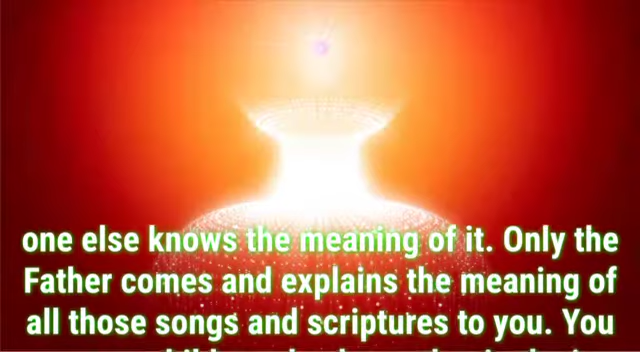 one else knows the meaning of it. Only the
Father comes and explains the meaning of
all those songs and scriptures to you. You